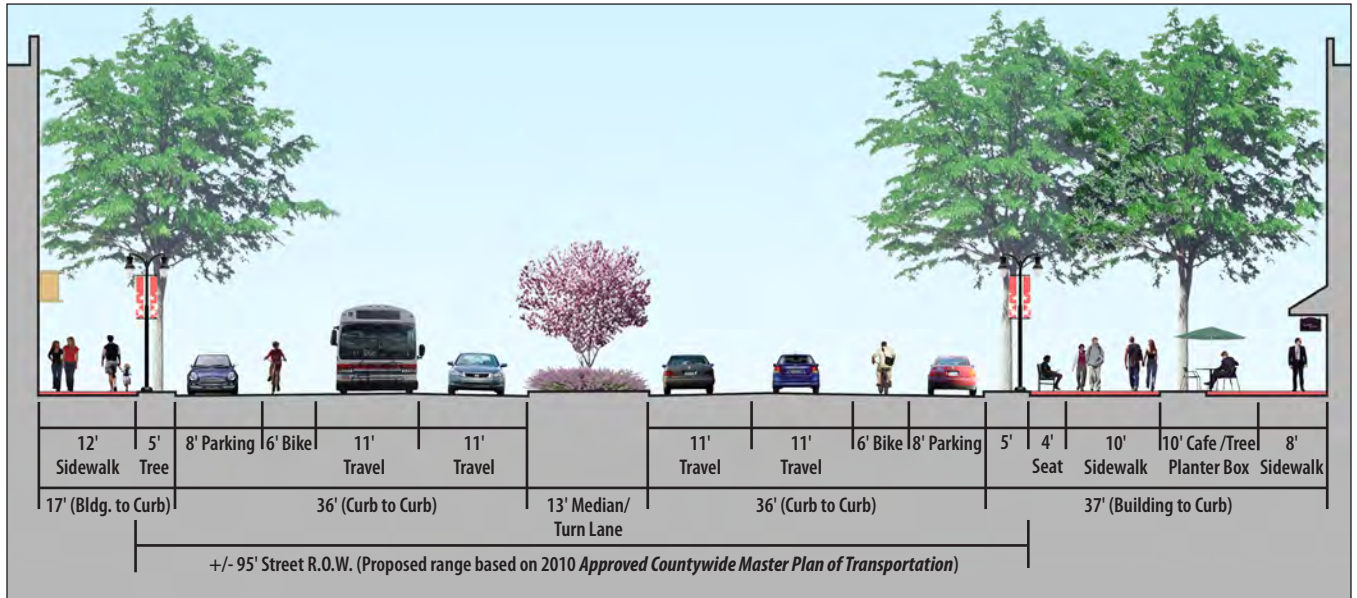 12' 5' 8' Parking 6' Bike 11' 11' 11' 11' 6' Bike 8' Parking 5' 4' 10' 10' Cafe /Tree 8'
Sidewalk Tree Travel Travel Travel Travel Seat Sidewalk Planter Box Sidewalk
17' (Bldg. to Curb) 36' (Curb to Curb) 13' Median/ 36' (Curb to Curb) 37' (Building to Curb)
Turn Lane
+/- 95' Street R.O.W. (Proposed range based on 2010 Approved Countywide Master Plan of Transportation)